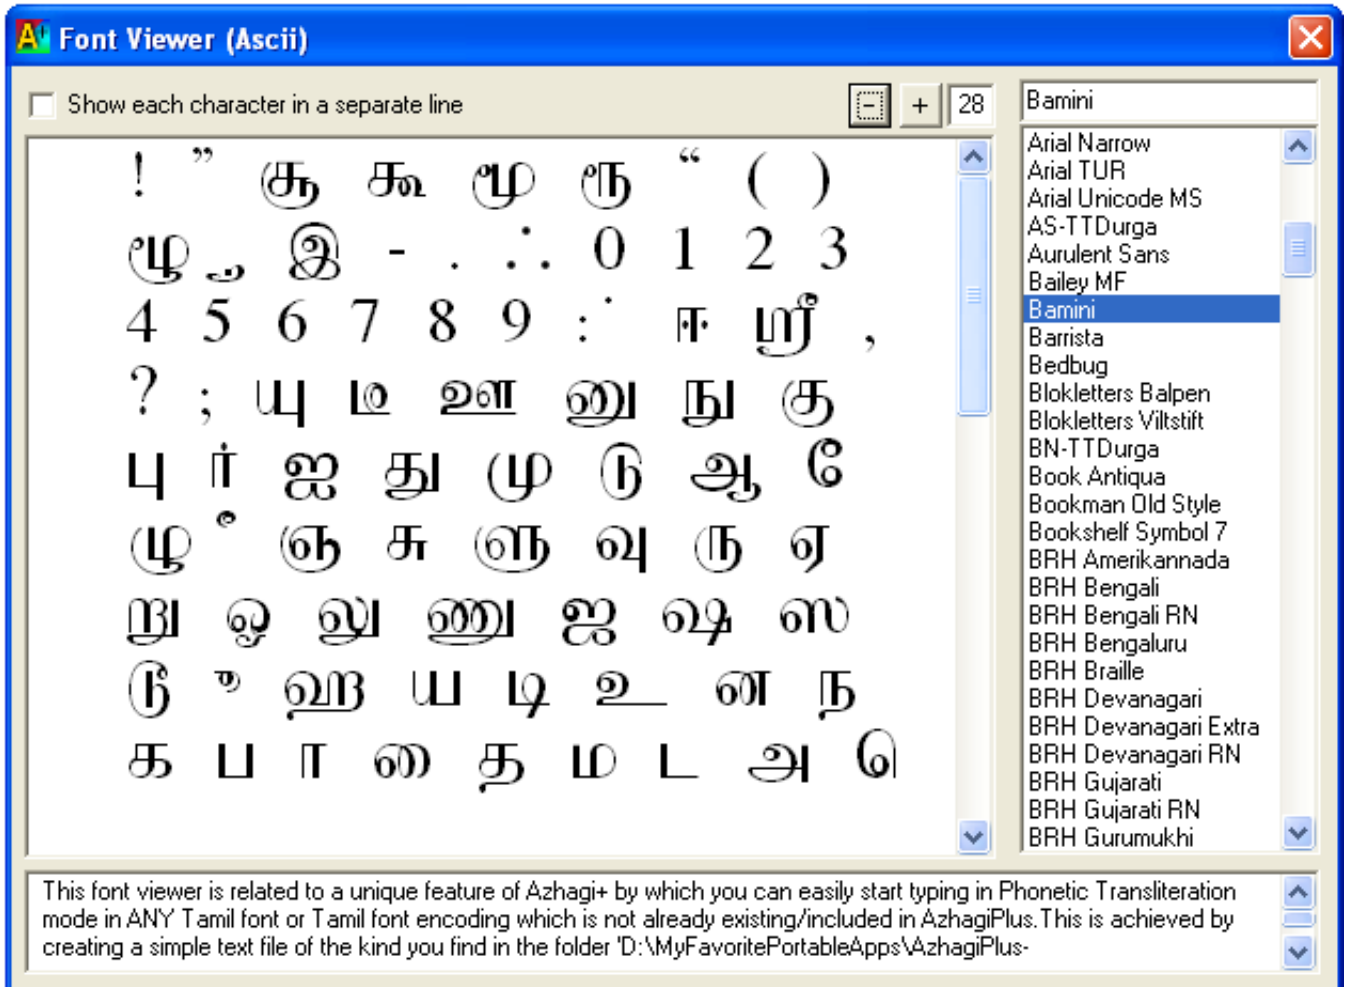 Font Viewer (Ascii)
Show each character in a separate line
- + 28
! ” சூ கூ மூ ரூ “ ( )
ழூ ு இ - . ஃ 0 1 2 3
4 5 6 7 8 9 : ் ஈ ஸ்ரீ ,
? ; யு டீ ஊ னு நு கு
பு ர் ஐ து மு டு ஆ ே
ழு ீ ஞ சு ளு வு ரு ஏ
று ஒ லு ணு ஜ ஷ ஸ
டூ ூ ஹ ய டி உ ன ந
க ப ா ை த ம ட அ ெ
Bamini
Arial Narrow
Arial TUR
Arial Unicode MS
AS-TTDurga
Aurulent Sans
Bailey MF
Bamini
Barrista
Bedbug
Blokletters Balpen
Blokletters Viltstift
BN-TTDurga
Book Antiqua
Bookman Old Style
Bookshelf Symbol 7
BRH Amerikannada
BRH Bengali
BRH Bengali RN
BRH Bengaluru
BRH Braille
BRH Devanagari
BRH Devanagari Extra
BRH Devanagari RN
BRH Gujarati
BRH Gujarati RN
BRH Gurumukhi
This font viewer is related to a unique feature of Azhagi+ by which you can easily start typing in Phonetic Transliteration
mode in ANY Tamil font or Tamil font encoding which is not already existing/included in AzhagiPlus.This is achieved by
creating a simple text file of the kind you find in the folder 'D:\MyFavoritePortableApps\AzhagiPlus-